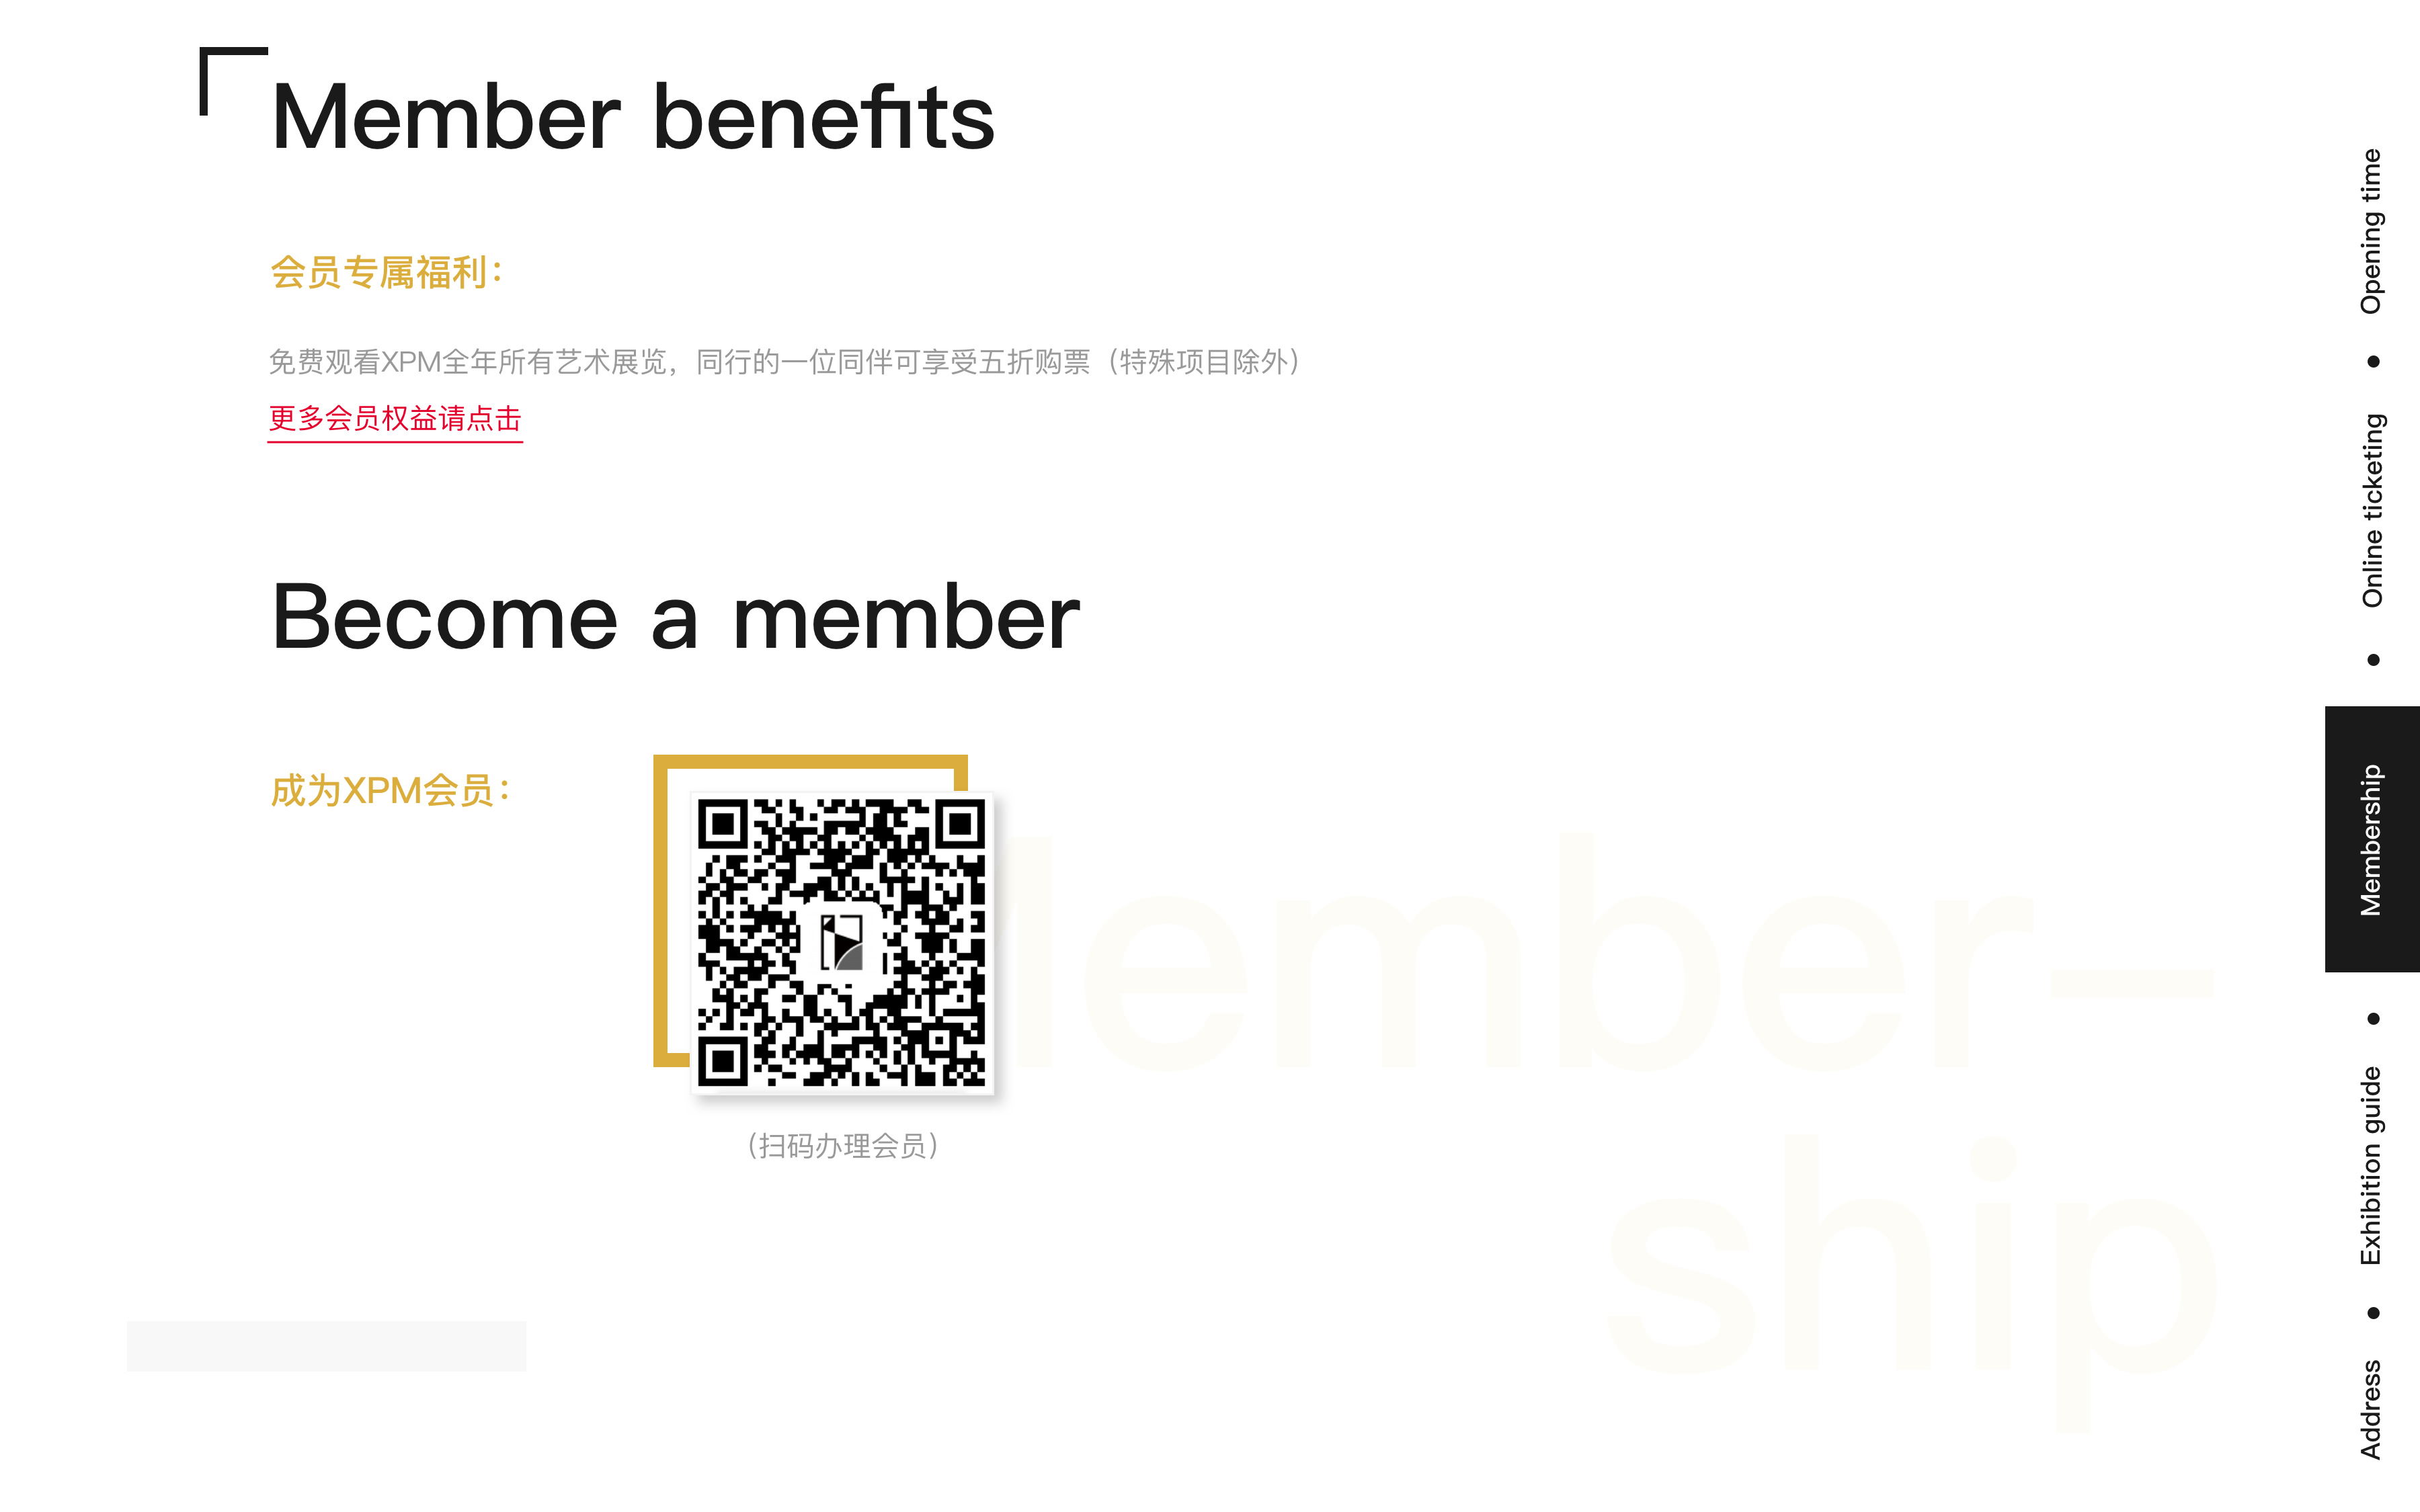 Member benefits
会员专属福利：
免费观看XPM全年所有艺术展览，同行的一位同伴可享受五折购票（特殊项目除外）
更多会员权益请点击
Become a member
成为XPM会员：
（扫码办理会员）
Member-
ship
Opening time
Online ticketing
Membership
Exhibition guide
Address